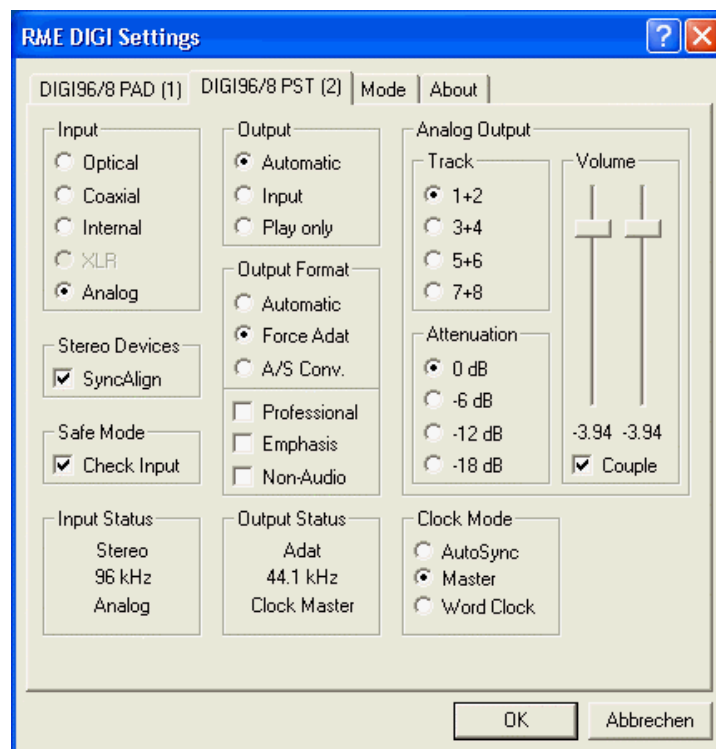 RME DIGI Settings
DIGI96/8 PAD (1)
DIGI96/8 PST (2)
Mode
About
Input
Optical
Coaxial
Internal
XLR
Analog
Stereo Devices
SyncAlign
Safe Mode
Check Input
Input Status
Stereo
96 kHz
Analog
Output
Automatic
Input
Play only
Output Format
Automatic
Force Adat
A/S Conv.
Professional
Emphasis
Non-Audio
Output Status
Adat
44.1 kHz
Clock Master
Analog Output
Track
1+2
3+4
5+6
7+8
Attenuation
0 dB
-6 dB
-12 dB
-18 dB
Volume
-3.94 -3.94
Couple
Clock Mode
AutoSync
Master
Word Clock
OK
Abbrechen